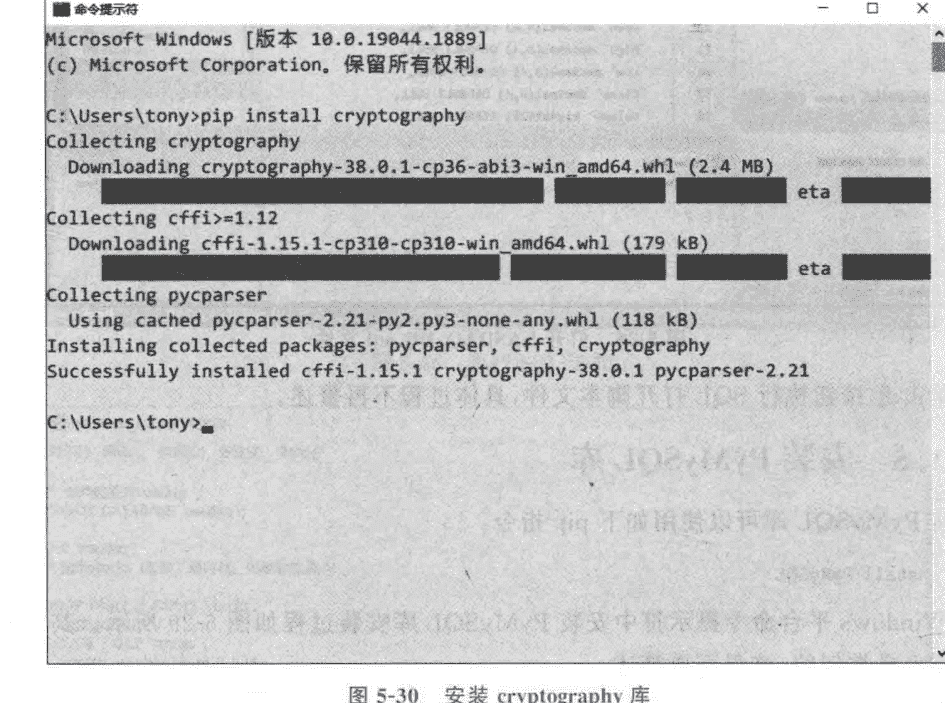 命令提示符
Microsoft Windows [版本 10.0.19044.1889]
(c) Microsoft Corporation。保留所有权利。
C:\Users\tony>pip install cryptography
Collecting cryptography
Downloading cryptography-38.0.1-cp36-abi3-win_amd64.whl (2.4 MB)
eta
Collecting cffi>=1.12
Downloading cffi-1.15.1-cp310-cp310-win_amd64.whl (179 kB)
eta
Collecting pycparser
Using cached pycparser-2.21-py2.py3-none-any.whl (118 kB)
Installing collected packages: pycparser, cffi, cryptography
Successfully installed cffi-1.15.1 cryptography-38.0.1 pycparser-2.21
C:\Users\tony>
图 5-30 安装 cryptography 库